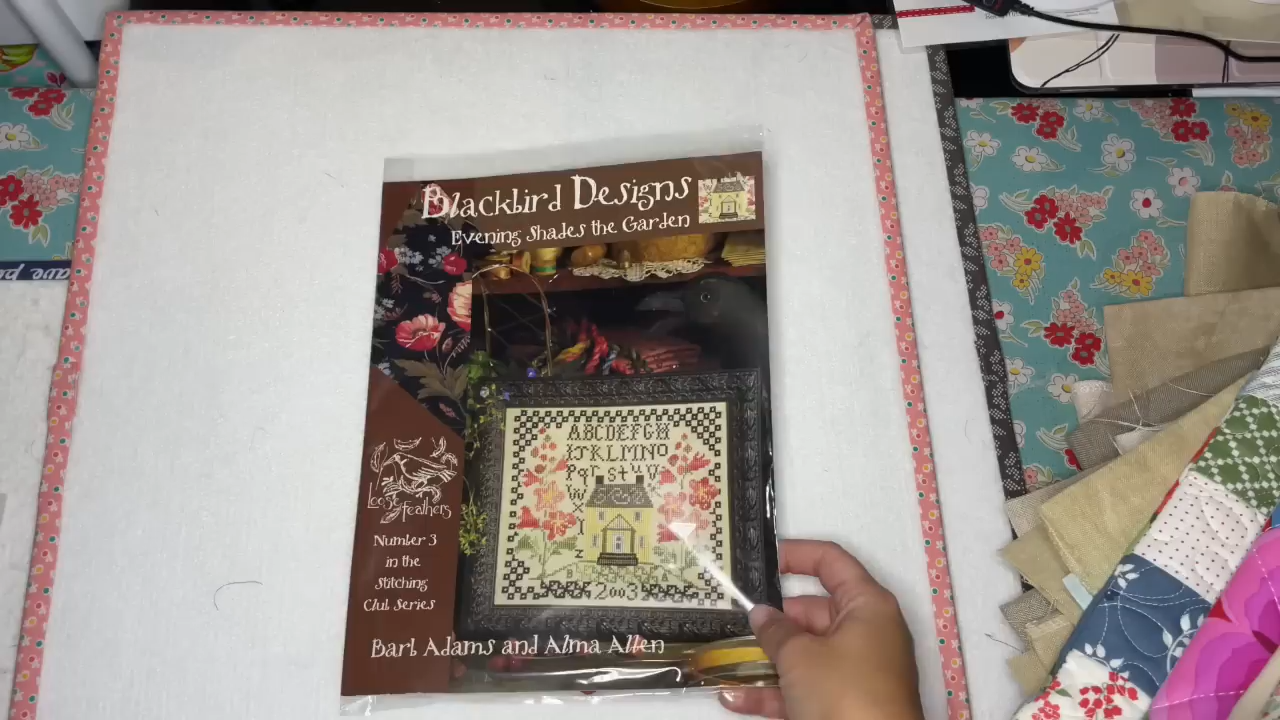 Blackbird Designs
Evening Shades the Garden
ABCDEFGH
IJKLMNO
Pqrstuv
W
X
Y
Z
2003
Loose feathers
Number 3
in the
Stitching
Club Series
Barb Adams and Alma Allen